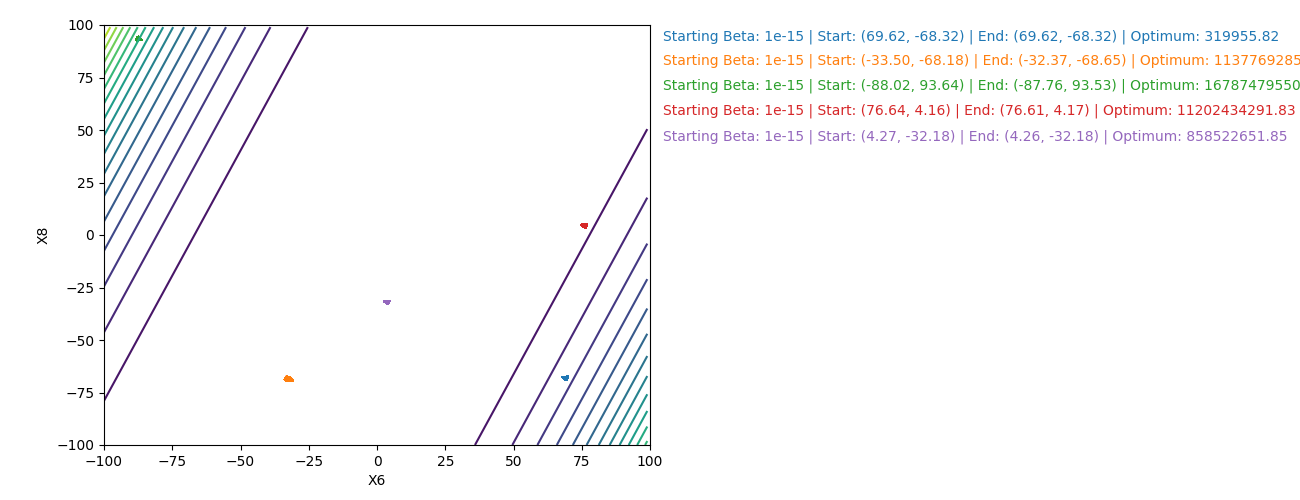 100
75
50
25
0
−25
−50
−75
−100
X8
−100 −75 −50 −25 0 25 50 75 100
X6
Starting Beta: 1e-15 | Start: (69.62, -68.32) | End: (69.62, -68.32) | Optimum: 319955.82
Starting Beta: 1e-15 | Start: (-33.50, -68.18) | End: (-32.37, -68.65) | Optimum: 1137769285
Starting Beta: 1e-15 | Start: (-88.02, 93.64) | End: (-87.76, 93.53) | Optimum: 16787479550
Starting Beta: 1e-15 | Start: (76.64, 4.16) | End: (76.61, 4.17) | Optimum: 11202434291.83
Starting Beta: 1e-15 | Start: (4.27, -32.18) | End: (4.26, -32.18) | Optimum: 858522651.85